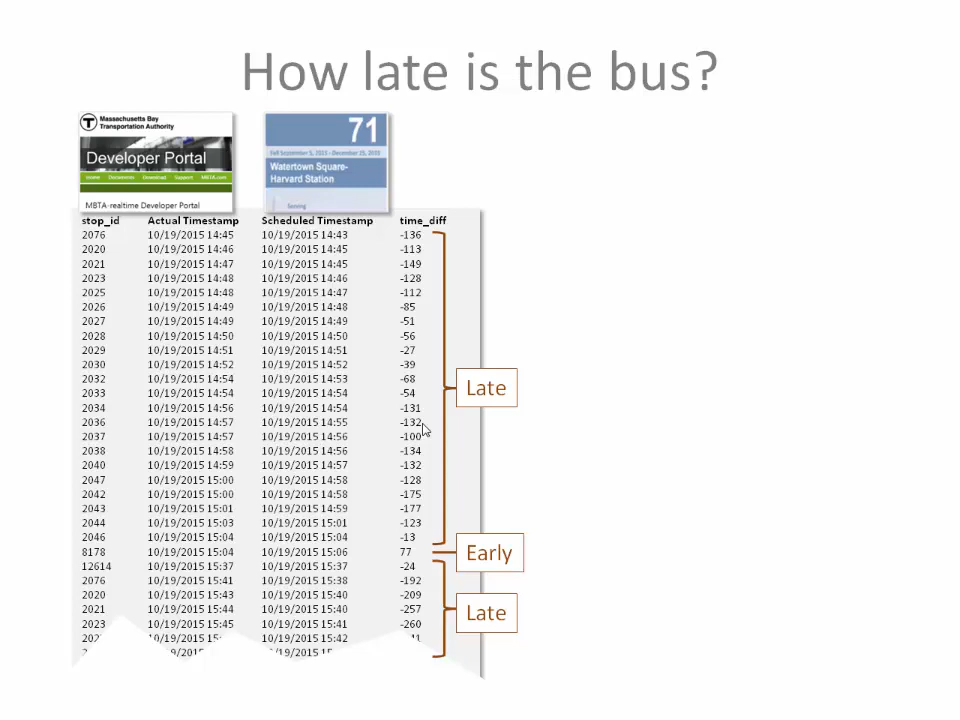 How late is the bus?
Massachusetts Bay
Transportation Authority
Developer Portal
Home Documents Download Support MBTA.com
MBTA-realtime Developer Portal
71
Watertown Square-
Harvard Station
stop_id Actual Timestamp Scheduled Timestamp time_diff
2076 10/19/2015 14:45 10/19/2015 14:43 -136
2020 10/19/2015 14:46 10/19/2015 14:45 -113
2021 10/19/2015 14:47 10/19/2015 14:45 -149
2023 10/19/2015 14:48 10/19/2015 14:46 -128
2025 10/19/2015 14:48 10/19/2015 14:47 -112
2026 10/19/2015 14:49 10/19/2015 14:48 -85
2027 10/19/2015 14:49 10/19/2015 14:49 -51
2028 10/19/2015 14:50 10/19/2015 14:50 -56
2029 10/19/2015 14:51 10/19/2015 14:51 -27
2030 10/19/2015 14:52 10/19/2015 14:52 -39
2032 10/19/2015 14:54 10/19/2015 14:53 -68
2033 10/19/2015 14:54 10/19/2015 14:54 -54
Late
2034 10/19/2015 14:56 10/19/2015 14:54 -131
2036 10/19/2015 14:57 10/19/2015 14:55 -132
2037 10/19/2015 14:57 10/19/2015 14:56 -100
2038 10/19/2015 14:58 10/19/2015 14:56 -134
2040 10/19/2015 14:59 10/19/2015 14:57 -132
2047 10/19/2015 15:00 10/19/2015 14:58 -128
2042 10/19/2015 15:00 10/19/2015 14:58 -175
2043 10/19/2015 15:01 10/19/2015 14:59 -177
2044 10/19/2015 15:03 10/19/2015 15:01 -123
2046 10/19/2015 15:04 10/19/2015 15:04 -13
8178 10/19/2015 15:04 10/19/2015 15:06 77
Early
12614 10/19/2015 15:37 10/19/2015 15:37 -24
2076 10/19/2015 15:41 10/19/2015 15:38 -192
2020 10/19/2015 15:43 10/19/2015 15:40 -209
2021 10/19/2015 15:44 10/19/2015 15:40 -257
Late
2023 10/19/2015 15:45 10/19/2015 15:41 -260
10/19/2015 10/19/2015 15:42